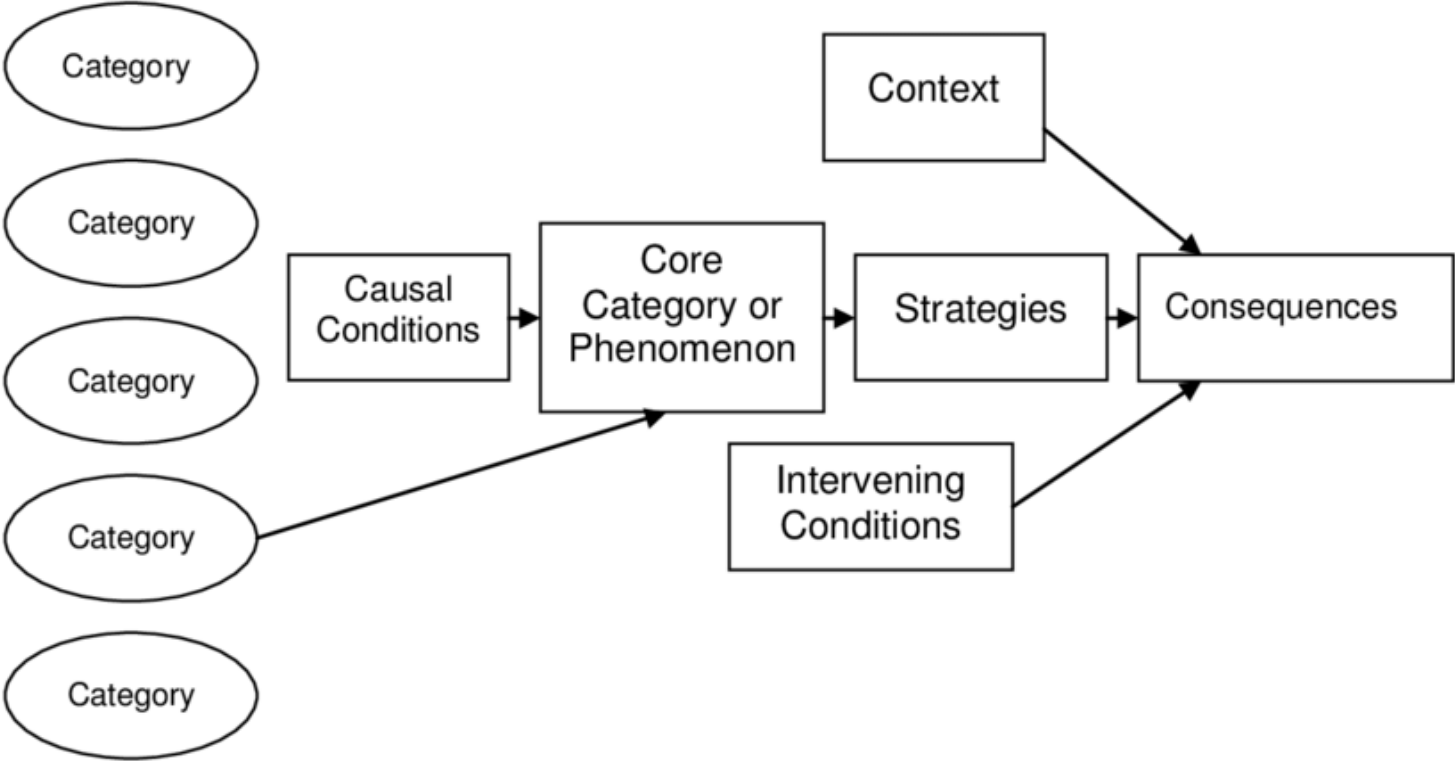 Category
Category
Category
Category
Category
Causal
Conditions
Core
Category or
Phenomenon
Context
Strategies
Consequences
Intervening
Conditions